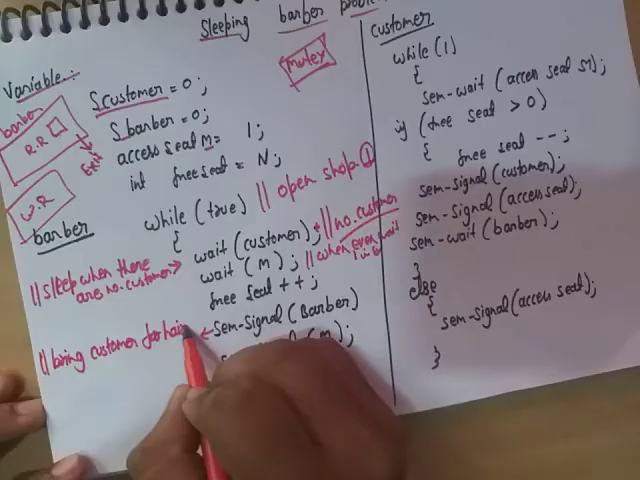 Sleeping barber problem
Mutex
Variable :-
barber
B.R
Exit
W.R
S customer = 0 ;
S barber = 0;
access seat m = 1;
int free seat = N;
barber
while (true) // open shop ①
{
wait (customer) ; // no. customer
// sleep when there are no. customer
wait (m) ; // when
free seat ++ ;
sem-signal (Barber)
// bring customer for hair
(m);
customer
while (1)
{
sem-wait (access seat m);
if (free seat > 0)
{ free seat -- ;
sem-signal (customer);
sem-signal (access seat);
sem-wait (barber);
}
else
{
sem-signal (access seat);
}